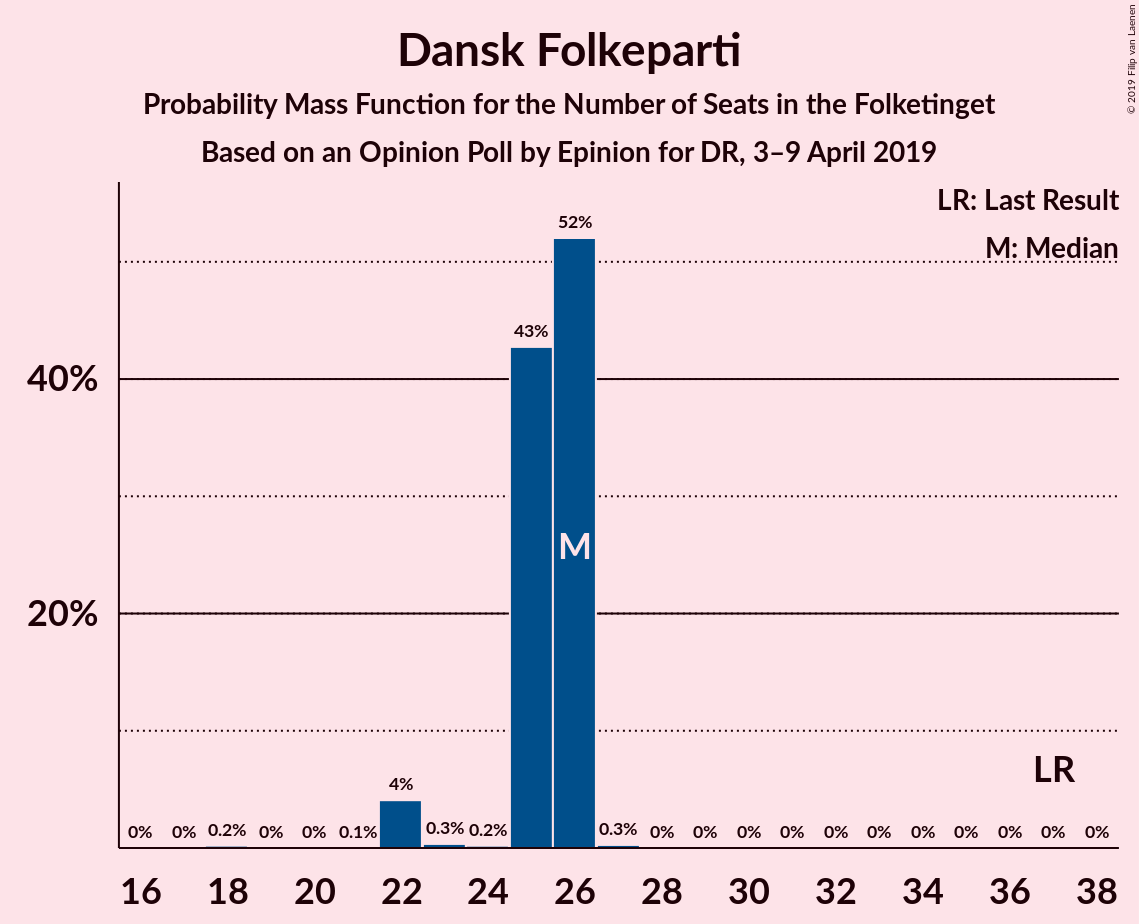 Dansk Folkeparti
Probability Mass Function for the Number of Seats in the Folketinget
Based on an Opinion Poll by Epinion for DR, 3–9 April 2019
© 2019 Filip van Laenen
LR: Last Result
M: Median
52%
43%
40%
M
20%
LR
4%
0% 0% 0.2% 0% 0% 0.1% 0.3% 0.2% 0.3% 0% 0% 0% 0% 0% 0% 0% 0% 0% 0% 0%
16 18 20 22 24 26 28 30 32 34 36 38